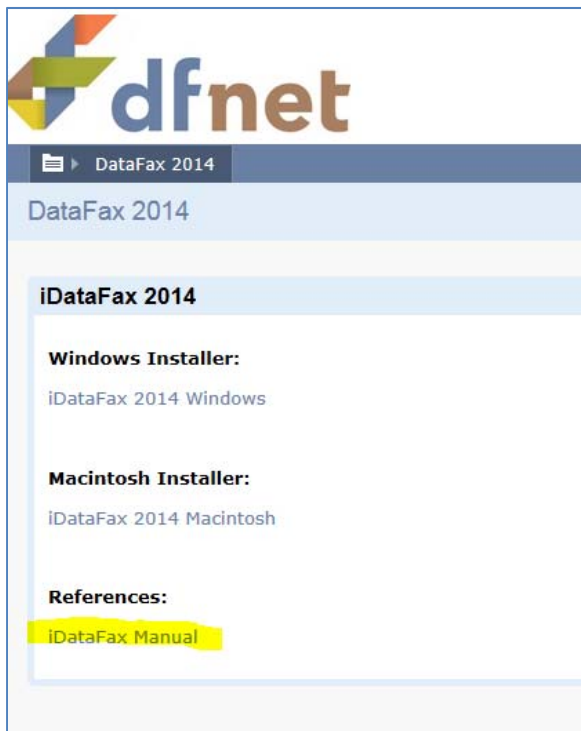 dfnet
DataFax 2014
DataFax 2014
iDataFax 2014
Windows Installer:
iDataFax 2014 Windows
Macintosh Installer:
iDataFax 2014 Macintosh
References:
iDataFax Manual